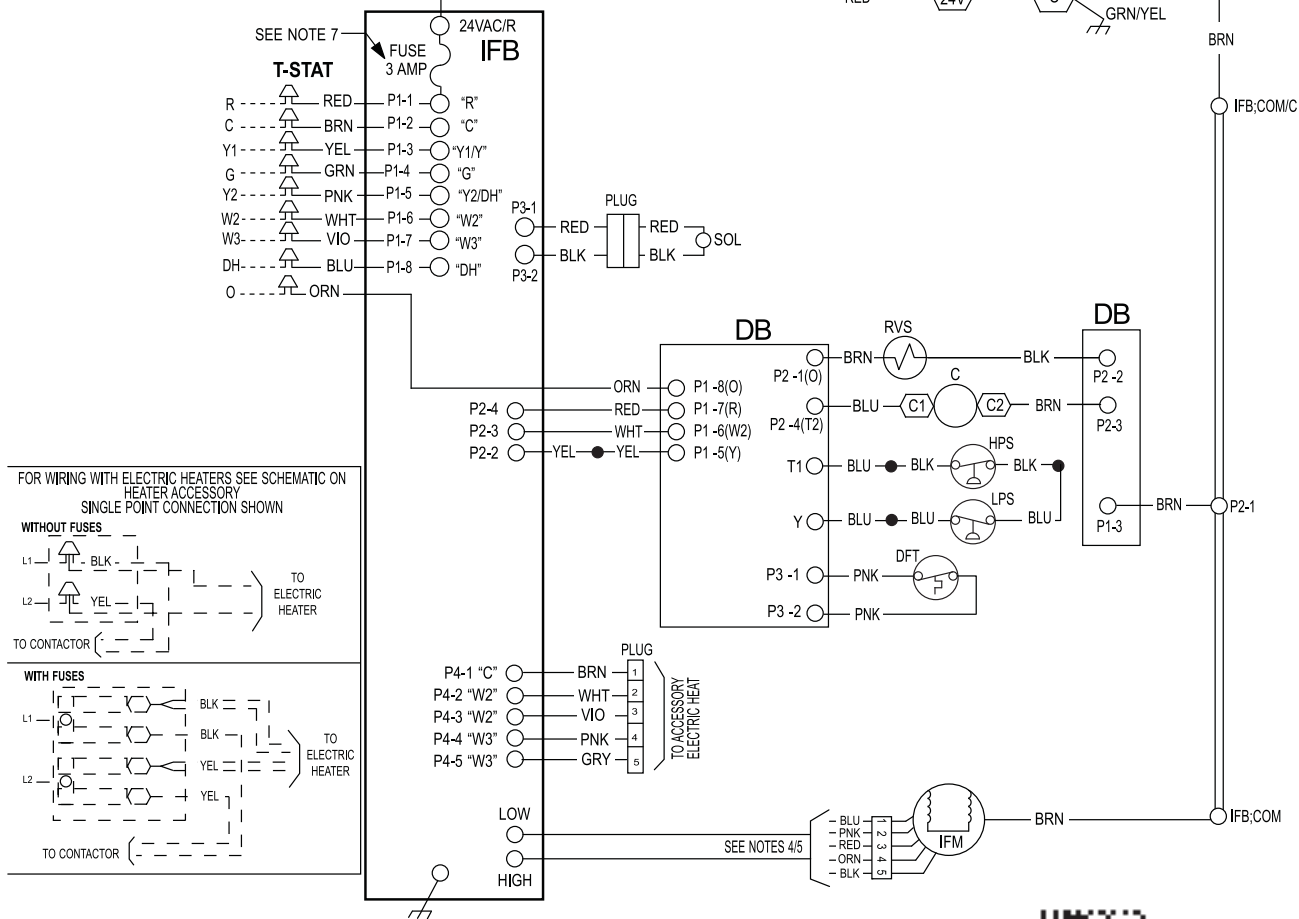 RED
24V
C
GRN/YEL
BRN
IFB;COM/C
SEE NOTE 7
24VAC/R
IFB
FUSE
3 AMP
T-STAT
R RED P1-1 "R"
C BRN P1-2 "C"
Y1 YEL P1-3 "Y1/Y"
G GRN P1-4 "G"
Y2 PNK P1-5 "Y2/DH"
W2 WHT P1-6 "W2"
W3 VIO P1-7 "W3"
DH BLU P1-8 "DH"
O ORN
PLUG
P3-1 RED RED
SOL
P3-2 BLK BLK
DB
DB
ORN P1 -8(O)
P2-4 RED P1 -7(R)
P2-3 WHT P1 -6(W2)
P2-2 YEL YEL P1 -5(Y)
RVS
P2 -1(O) BRN BLK P2 -2
C
P2 -4(T2) BLU C1 C2 BRN P2-3
HPS
T1 BLU BLK BLK
LPS
Y BLU BLU BLU
P1-3 BRN P2-1
DFT
P3 -1 PNK
P3 -2 PNK
FOR WIRING WITH ELECTRIC HEATERS SEE SCHEMATIC ON
HEATER ACCESSORY
SINGLE POINT CONNECTION SHOWN
WITHOUT FUSES
L1 BLK
L2 YEL
TO
ELECTRIC
HEATER
TO CONTACTOR
WITH FUSES
L1
BLK
BLK
L2
YEL
YEL
TO
ELECTRIC
HEATER
TO CONTACTOR
PLUG
P4-1 "C" BRN 1
P4-2 "W2" WHT 2
P4-3 "W2" VIO 3
P4-4 "W3" PNK 4
P4-5 "W3" GRY 5
TO ACCESSORY
ELECTRIC HEAT
LOW
HIGH
SEE NOTES 4/5
BLU 1
PNK 2
RED 3
ORN 4
BLK 5
IFM
BRN
IFB;COM